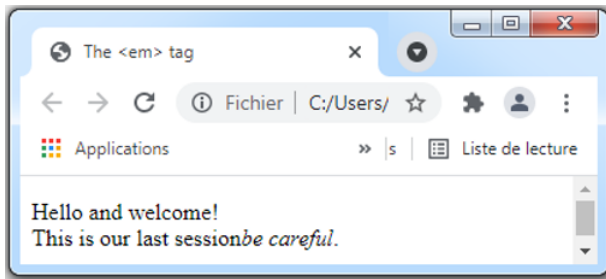 The <em> tag
Fichier C:/Users/
Applications » s Liste de lecture
Hello and welcome!
This is our last sessionbe careful.